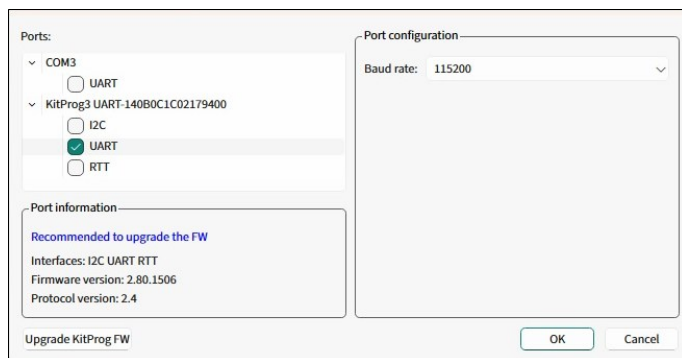 Ports:
COM3
UART
KitProg3 UART-140B0C1C02179400
I2C
UART
RTT
Port information
Recommended to upgrade the FW
Interfaces: I2C UART RTT
Firmware version: 2.80.1506
Protocol version: 2.4
Upgrade KitProg FW
Port configuration
Baud rate: 115200
OK Cancel